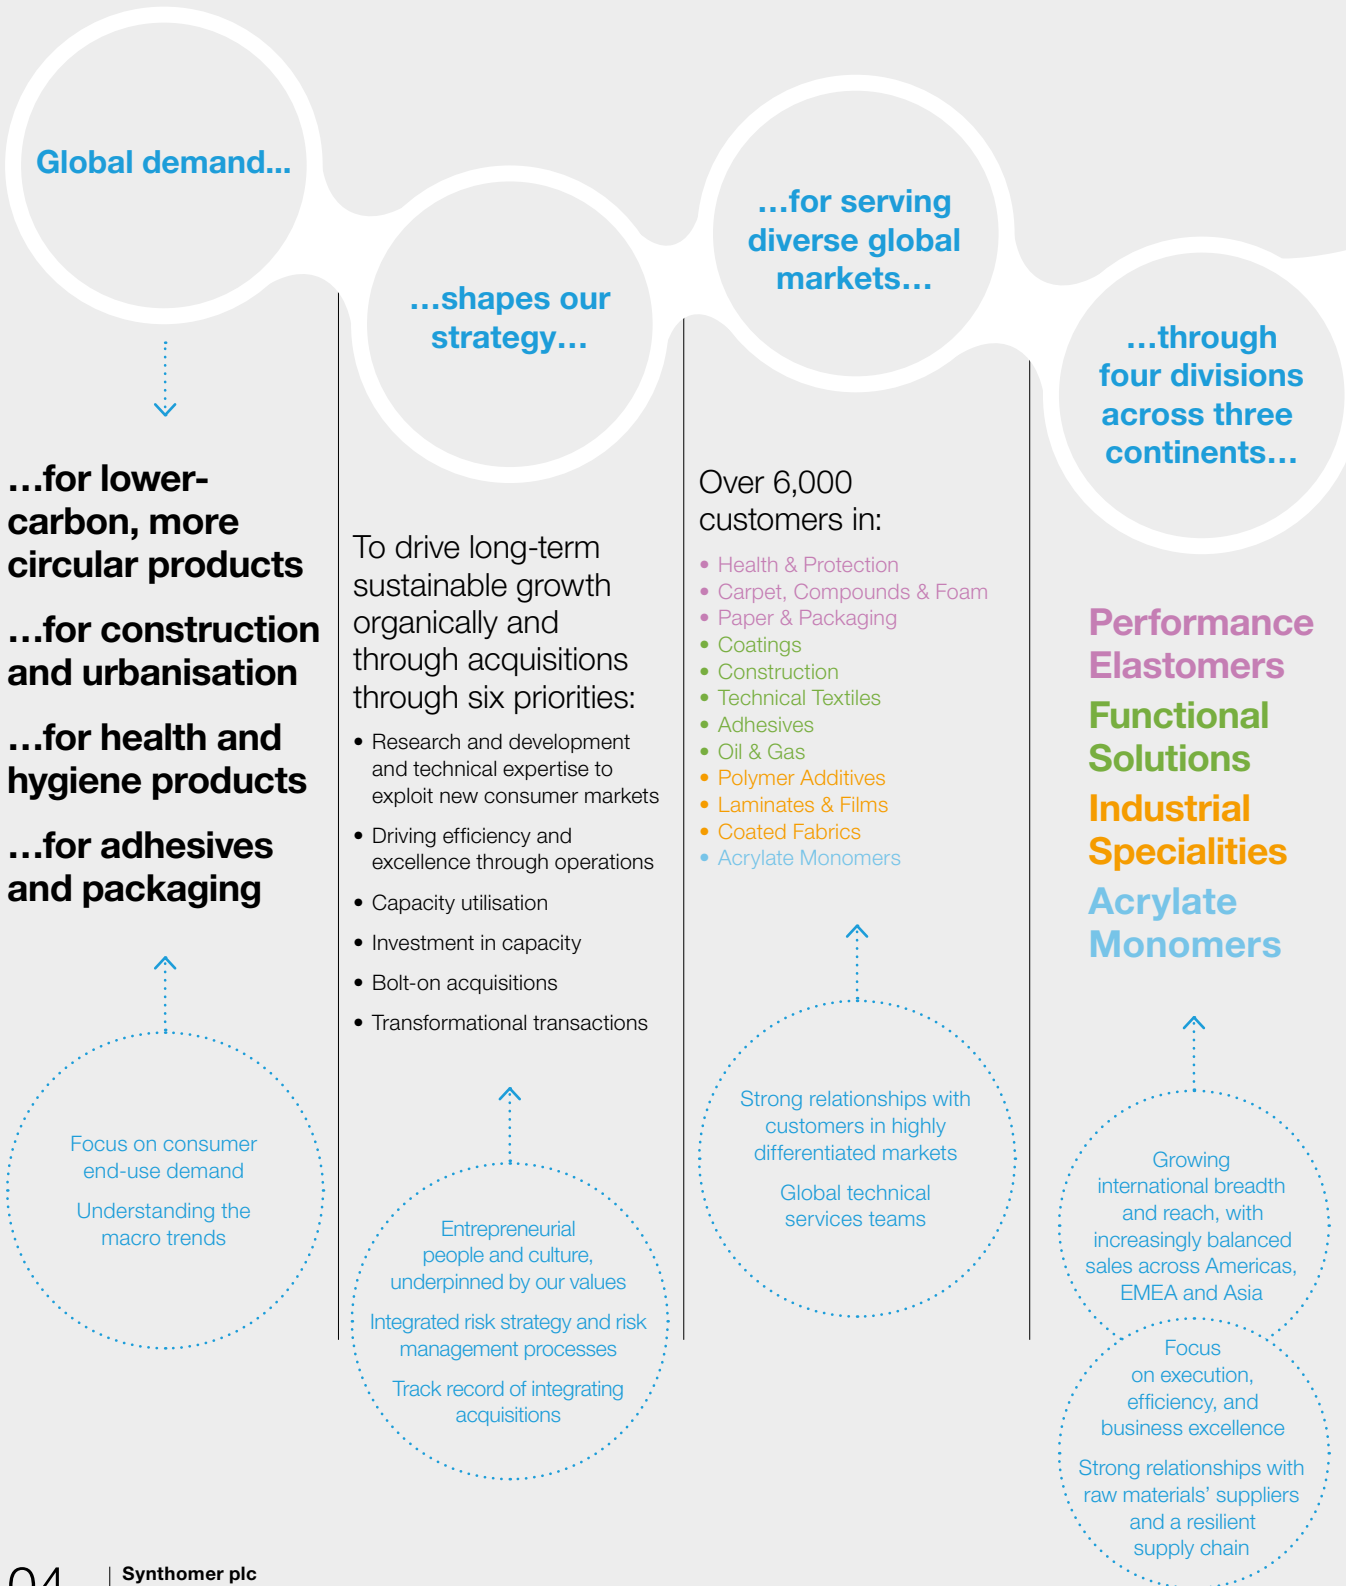 Global demand...
…for lower-
carbon, more
circular products
…for construction
and urbanisation
…for health and
hygiene products
…for adhesives
and packaging
Focus on consumer
end-use demand
Understanding the
macro trends
…shapes our
strategy…
To drive long-term
sustainable growth
organically and
through acquisitions
through six priorities:
• Research and development
and technical expertise to
exploit new consumer markets
• Driving efficiency and
excellence through operations
• Capacity utilisation
• Investment in capacity
• Bolt-on acquisitions
• Transformational transactions
Entrepreneurial
people and culture,
underpinned by our values
Integrated risk strategy and risk
management processes
Track record of integrating
acquisitions
…for serving
diverse global
markets…
Over 6,000
customers in:
• Health & Protection
• Carpet, Compounds & Foam
• Paper & Packaging
• Coatings
• Construction
• Technical Textiles
• Adhesives
• Oil & Gas
• Polymer Additives
• Laminates & Films
• Coated Fabrics
• Acrylate Monomers
Strong relationships with
customers in highly
differentiated markets
Global technical
services teams
…through
four divisions
across three
continents…
Performance
Elastomers
Functional
Solutions
Industrial
Specialities
Acrylate
Monomers
Growing
international breadth
and reach, with
increasingly balanced
sales across Americas,
EMEA and Asia
Focus
on execution,
efficiency, and
business excellence
Strong relationships with
raw materials’ suppliers
and a resilient
supply chain
04
Synthomer plc